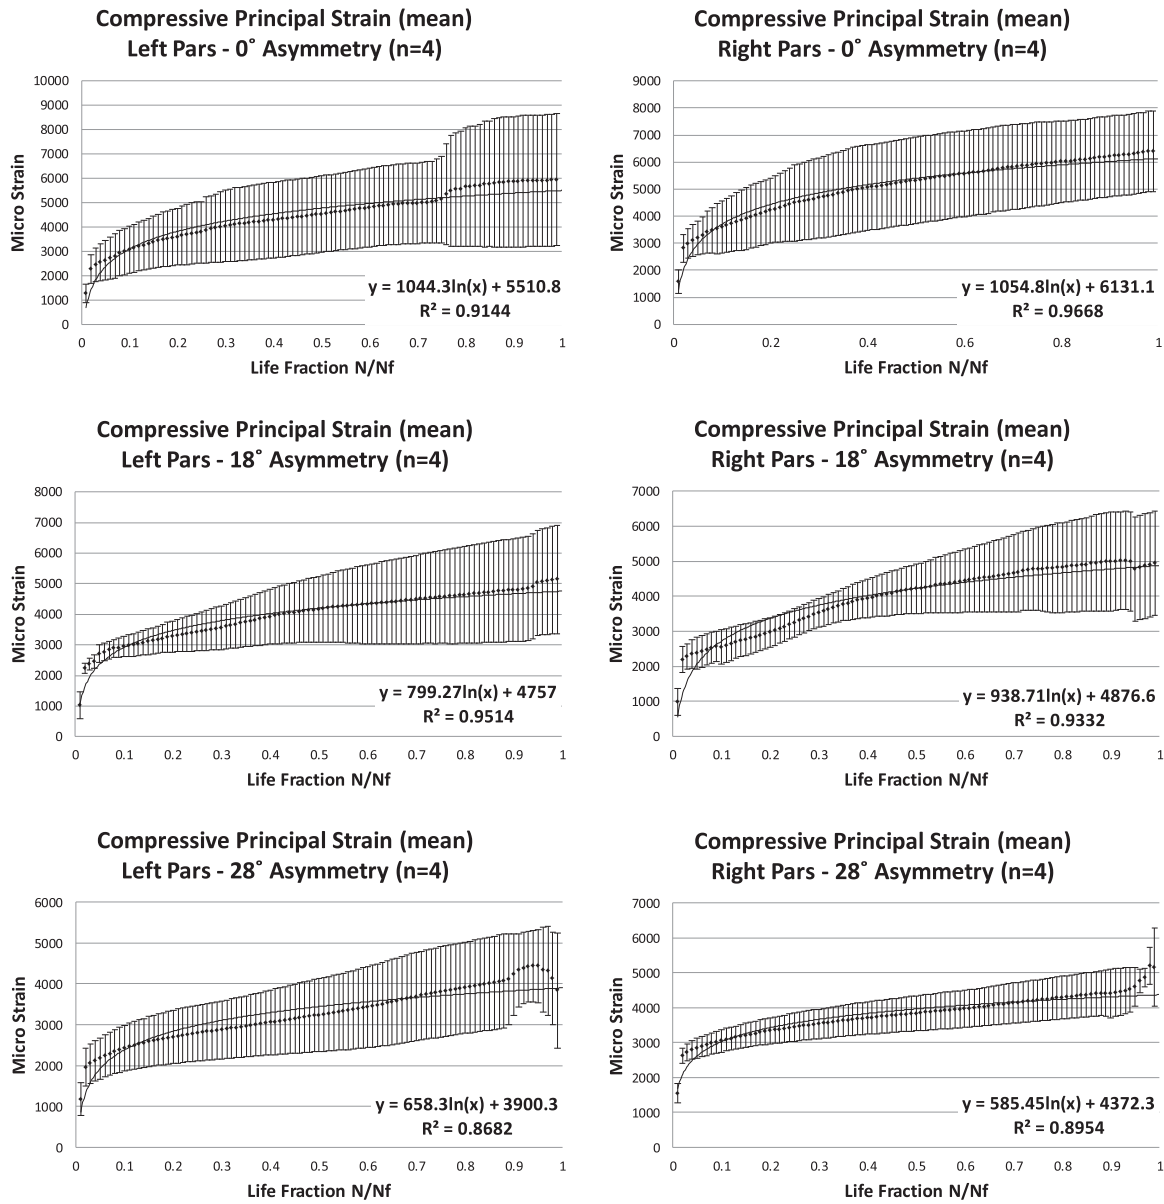 Compressive Principal Strain (mean)
Left Pars - 0˚ Asymmetry (n=4)
10000
9000
8000
7000
6000
5000
4000
3000
2000
1000
0
Micro Strain
y = 1044.3ln(x) + 5510.8
R² = 0.9144
0 0.1 0.2 0.3 0.4 0.5 0.6 0.7 0.8 0.9 1
Life Fraction N/Nf
Compressive Principal Strain (mean)
Right Pars - 0˚ Asymmetry (n=4)
9000
8000
7000
6000
5000
4000
3000
2000
1000
0
Micro Strain
y = 1054.8ln(x) + 6131.1
R² = 0.9668
0 0.2 0.4 0.6 0.8 1
Life Fraction N/Nf
Compressive Principal Strain (mean)
Left Pars - 18˚ Asymmetry (n=4)
8000
7000
6000
5000
4000
3000
2000
1000
0
Micro Strain
y = 799.27ln(x) + 4757
R² = 0.9514
0 0.1 0.2 0.3 0.4 0.5 0.6 0.7 0.8 0.9 1
Life Fraction N/Nf
Compressive Principal Strain (mean)
Right Pars - 18˚ Asymmetry (n=4)
7000
6000
5000
4000
3000
2000
1000
0
Micro Strain
y = 938.71ln(x) + 4876.6
R² = 0.9332
0 0.1 0.2 0.3 0.4 0.5 0.6 0.7 0.8 0.9 1
Life Fraction N/Nf
Compressive Principal Strain (mean)
Left Pars - 28˚ Asymmetry (n=4)
6000
5000
4000
3000
2000
1000
0
Micro Strain
y = 658.3ln(x) + 3900.3
R² = 0.8682
0 0.1 0.2 0.3 0.4 0.5 0.6 0.7 0.8 0.9 1
Life Fraction N/Nf
Compressive Principal Strain (mean)
Right Pars - 28˚ Asymmetry (n=4)
7000
6000
5000
4000
3000
2000
1000
0
Micro Strain
y = 585.45ln(x) + 4372.3
R² = 0.8954
0 0.1 0.2 0.3 0.4 0.5 0.6 0.7 0.8 0.9 1
Life Fraction N/Nf